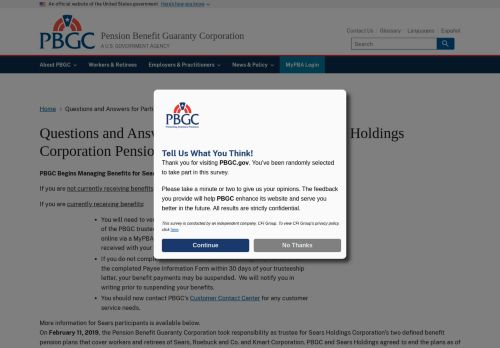 An official website of the United States government Here's how you know
PBGC
Pension Benefit Guaranty Corporation
A U.S. GOVERNMENT AGENCY
Contact Us Glossary Languages Español
Search
About PBGC Workers & Retirees Employers & Practitioners News & Policy MyPBA Login
Home > Questions and Answers for Parti
Questions and Answ Holdings
Corporation Pensio
PBGC Begins Managing Benefits for Sea
If you are not currently receiving benefits
If you are currently receiving benefits:
You will need to ve
of the PBGC trustee
online via a MyPBA
received with your
If you do not compl
the completed Payee Information Form within 30 days of your trusteeship
letter, your benefit payments may be suspended. We will notify you in
writing prior to suspending your benefits.
You should now contact PBGC's Customer Contact Center for any customer
service needs.
More information for Sears participants is available below.
On February 11, 2019, the Pension Benefit Guaranty Corporation took responsibility as trustee for Sears Holdings Corporation's two defined benefit
pension plans that cover workers and retirees of Sears, Roebuck and Co. and Kmart Corporation. PBGC and Sears Holdings agreed to end the plans as of
PBGC
Protecting America's Pensions
Tell Us What You Think!
Thank you for visiting PBGC.gov. You've been randomly selected
to take part in this survey.
Please take a minute or two to give us your opinions. The feedback
you provide will help PBGC enhance its website and serve you
better in the future. All results are strictly confidential.
This survey is conducted by an independent company, CFI Group. To view CFI Group's privacy policy
click here.
Continue No Thanks